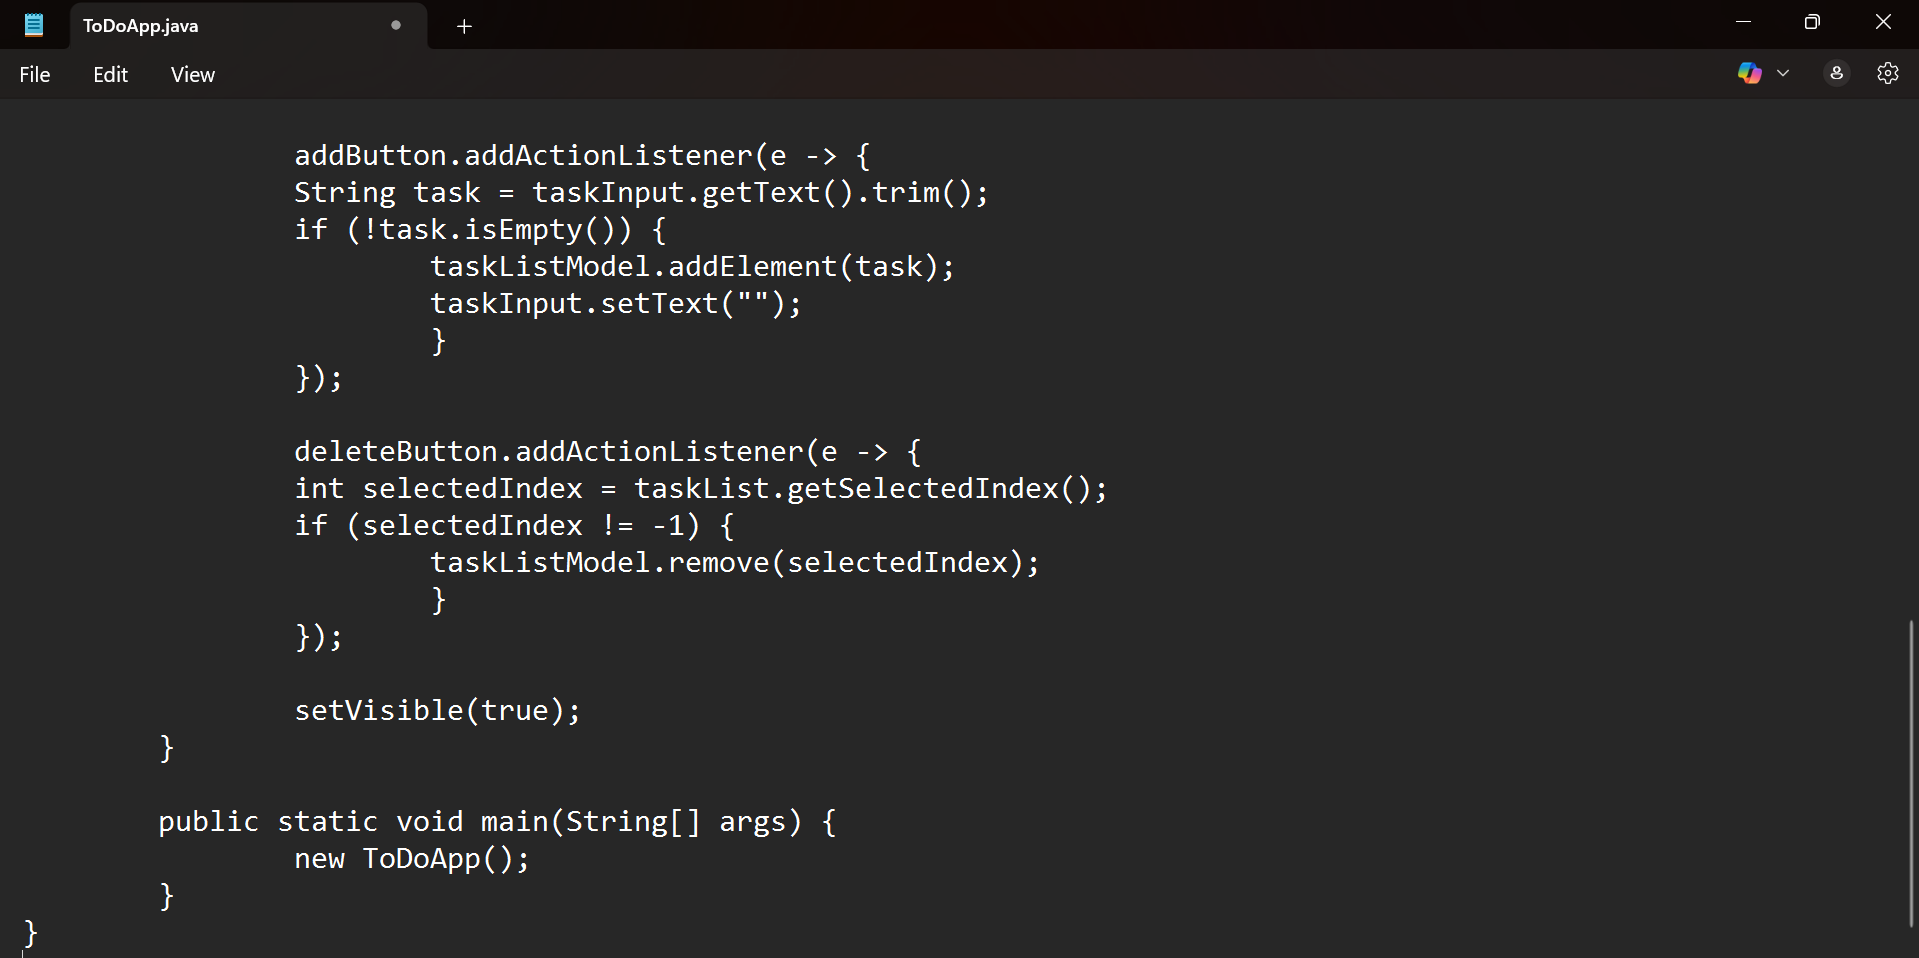 ToDoApp.java
File Edit View
addButton.addActionListener(e -> {
String task = taskInput.getText().trim();
if (!task.isEmpty()) {
taskListModel.addElement(task);
taskInput.setText("");
}
});
deleteButton.addActionListener(e -> {
int selectedIndex = taskList.getSelectedIndex();
if (selectedIndex != -1) {
taskListModel.remove(selectedIndex);
}
});
setVisible(true);
}
public static void main(String[] args) {
new ToDoApp();
}
}